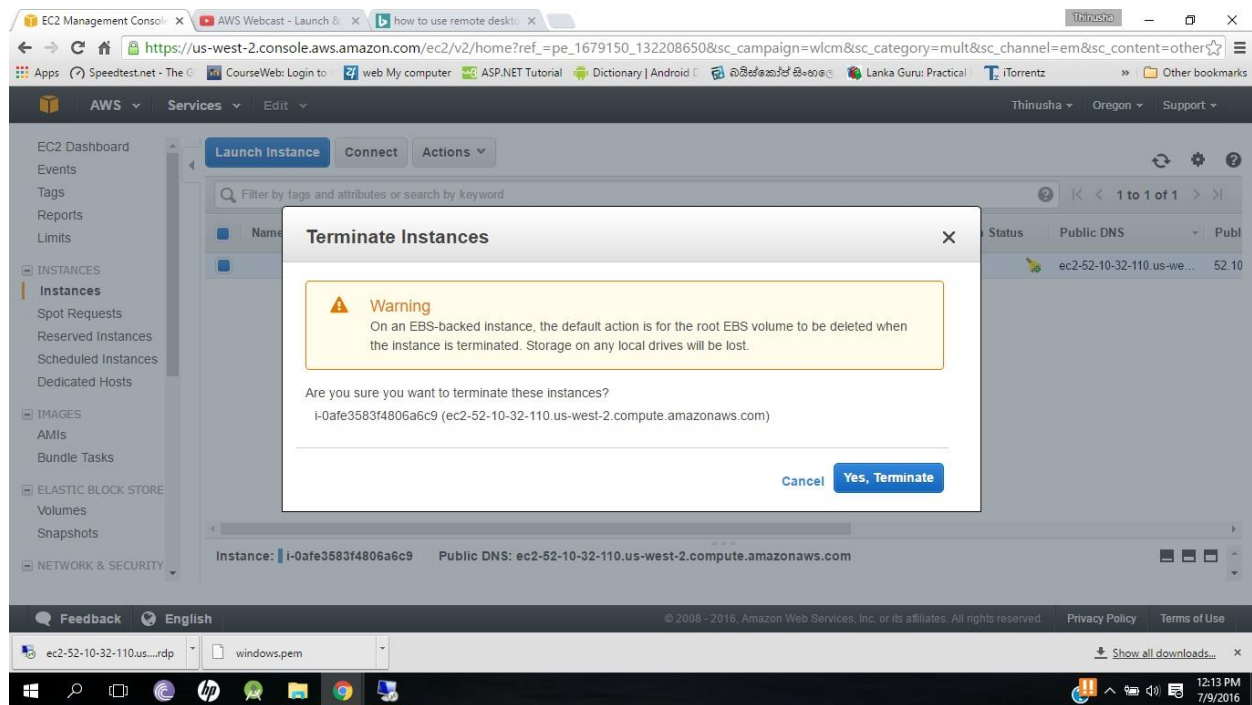 EC2 Management Console
AWS Webcast - Launch &
how to use remote deskto
Thinusha
https://us-west-2.console.aws.amazon.com/ec2/v2/home?ref_=pe_1679150_132208650&sc_campaign=wlcm&sc_category=mult&sc_channel=em&sc_content=other
Apps
Speedtest.net - The G
CourseWeb: Login to
web My computer
ASP.NET Tutorial
Dictionary | Android D
Lanka Guru: Practical
iTorrentz
»
Other bookmarks
AWS
Services
Edit
Thinusha
Oregon
Support
EC2 Dashboard
Events
Tags
Reports
Limits
INSTANCES
Instances
Spot Requests
Reserved Instances
Scheduled Instances
Dedicated Hosts
IMAGES
AMIs
Bundle Tasks
ELASTIC BLOCK STORE
Volumes
Snapshots
NETWORK & SECURITY
Launch Instance
Connect
Actions
Filter by tags and attributes or search by keyword
1 to 1 of 1
Name
Status
Public DNS
Publ
ec2-52-10-32-110.us-we...
52.10
Terminate Instances
Warning
On an EBS-backed instance, the default action is for the root EBS volume to be deleted when
the instance is terminated. Storage on any local drives will be lost.
Are you sure you want to terminate these instances?
i-0afe3583f4806a6c9 (ec2-52-10-32-110.us-west-2.compute.amazonaws.com)
Cancel
Yes, Terminate
Instance: i-0afe3583f4806a6c9 Public DNS: ec2-52-10-32-110.us-west-2.compute.amazonaws.com
Feedback
English
© 2008 - 2016, Amazon Web Services, Inc. or its affiliates. All rights reserved.
Privacy Policy
Terms of Use
ec2-52-10-32-110.us....rdp
windows.pem
Show all downloads...
hp
12:13 PM
7/9/2016